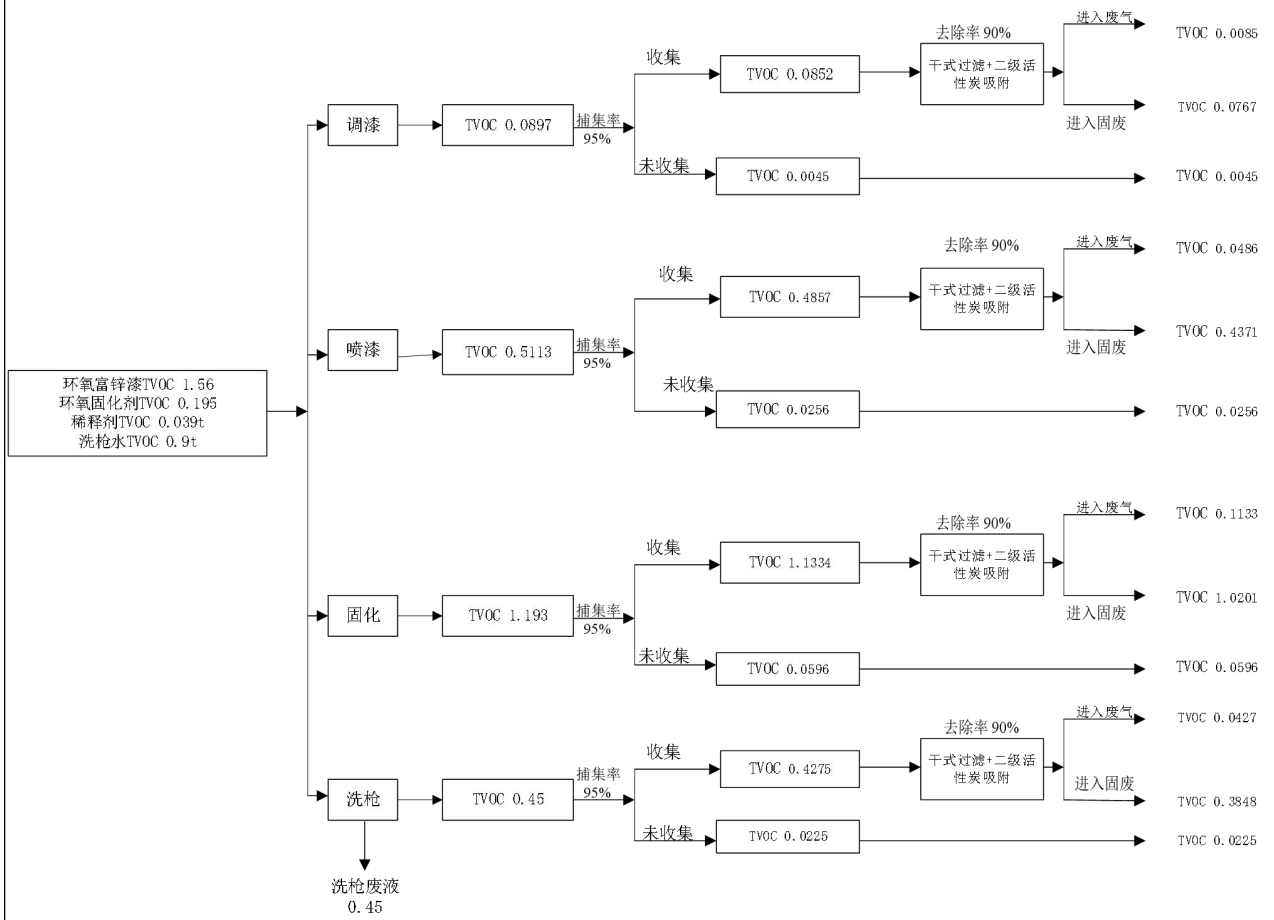 进入废气
TVOC 0.0085
去除率90%
收集
TVOC 0.0852
干式过滤+二级活
性炭吸附
TVOC 0.0767
进入固废
调漆
TVOC 0.0897
捕集率
95%
未收集
TVOC 0.0045
TVOC 0.0045
进入废气
TVOC 0.0486
去除率90%
收集
TVOC 0.4857
干式过滤+二级活
性炭吸附
TVOC 0.4371
进入固废
喷漆
TVOC 0.5113
捕集率
95%
未收集
TVOC 0.0256
TVOC 0.0256
环氧富锌漆TVOC 1.56
环氧固化剂TVOC 0.195
稀释剂TVOC 0.039t
洗枪水TVOC 0.9t
进入废气
TVOC 0.1133
去除率90%
收集
TVOC 1.1334
干式过滤+二级活
性炭吸附
TVOC 1.0201
进入固废
固化
TVOC 1.193
捕集率
95%
未收集
TVOC 0.0596
TVOC 0.0596
进入废气
TVOC 0.0427
去除率90%
收集
TVOC 0.4275
干式过滤+二级活
性炭吸附
进入固废
TVOC 0.3848
洗枪
TVOC 0.45
捕集率
95%
未收集
TVOC 0.0225
TVOC 0.0225
洗枪废液
0.45